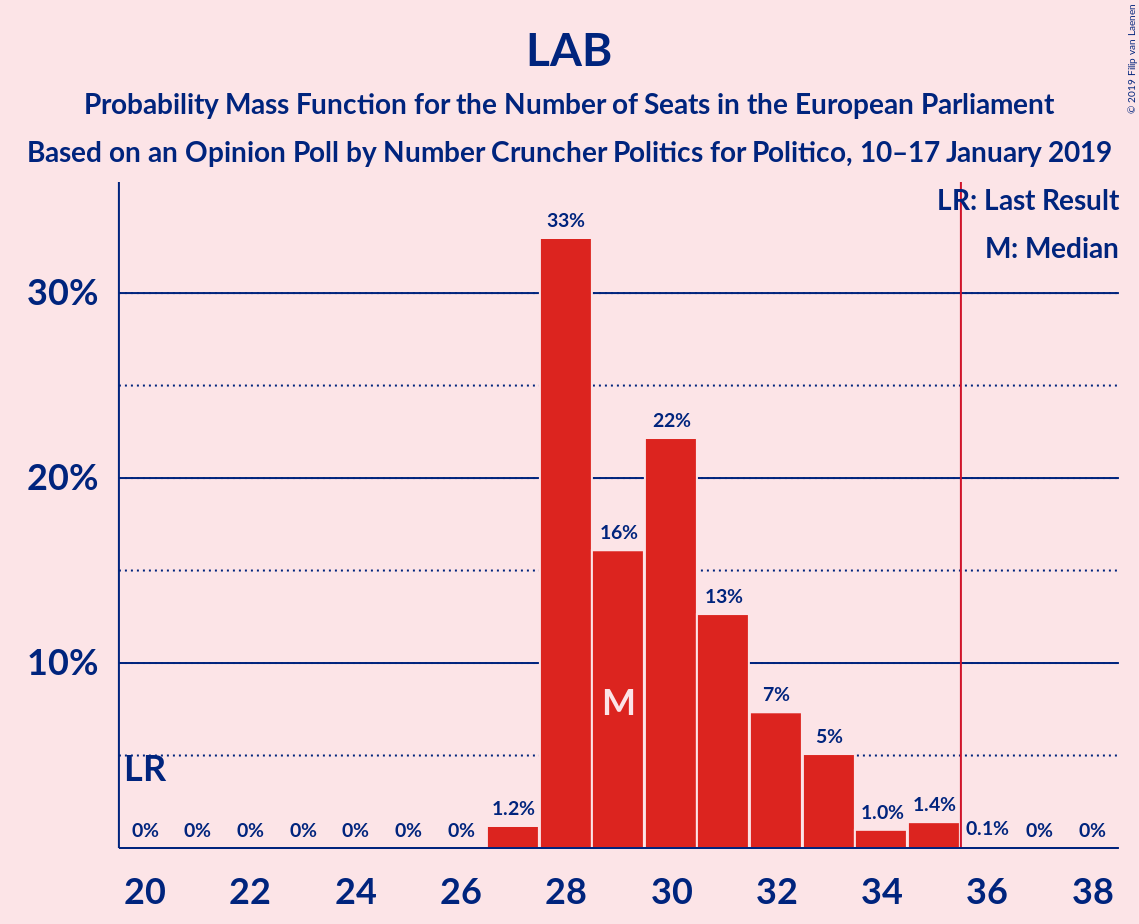 LAB
Probability Mass Function for the Number of Seats in the European Parliament
Based on an Opinion Poll by Number Cruncher Politics for Politico, 10–17 January 2019
© 2019 Filip van Laenen
LR: Last Result
M: Median
30%
20%
10%
33%
22%
16%
13%
7%
5%
1.2%
1.0%
1.4%
0.1%
M
LR
0% 0% 0% 0% 0% 0% 0% 0% 0%
20 22 24 26 28 30 32 34 36 38